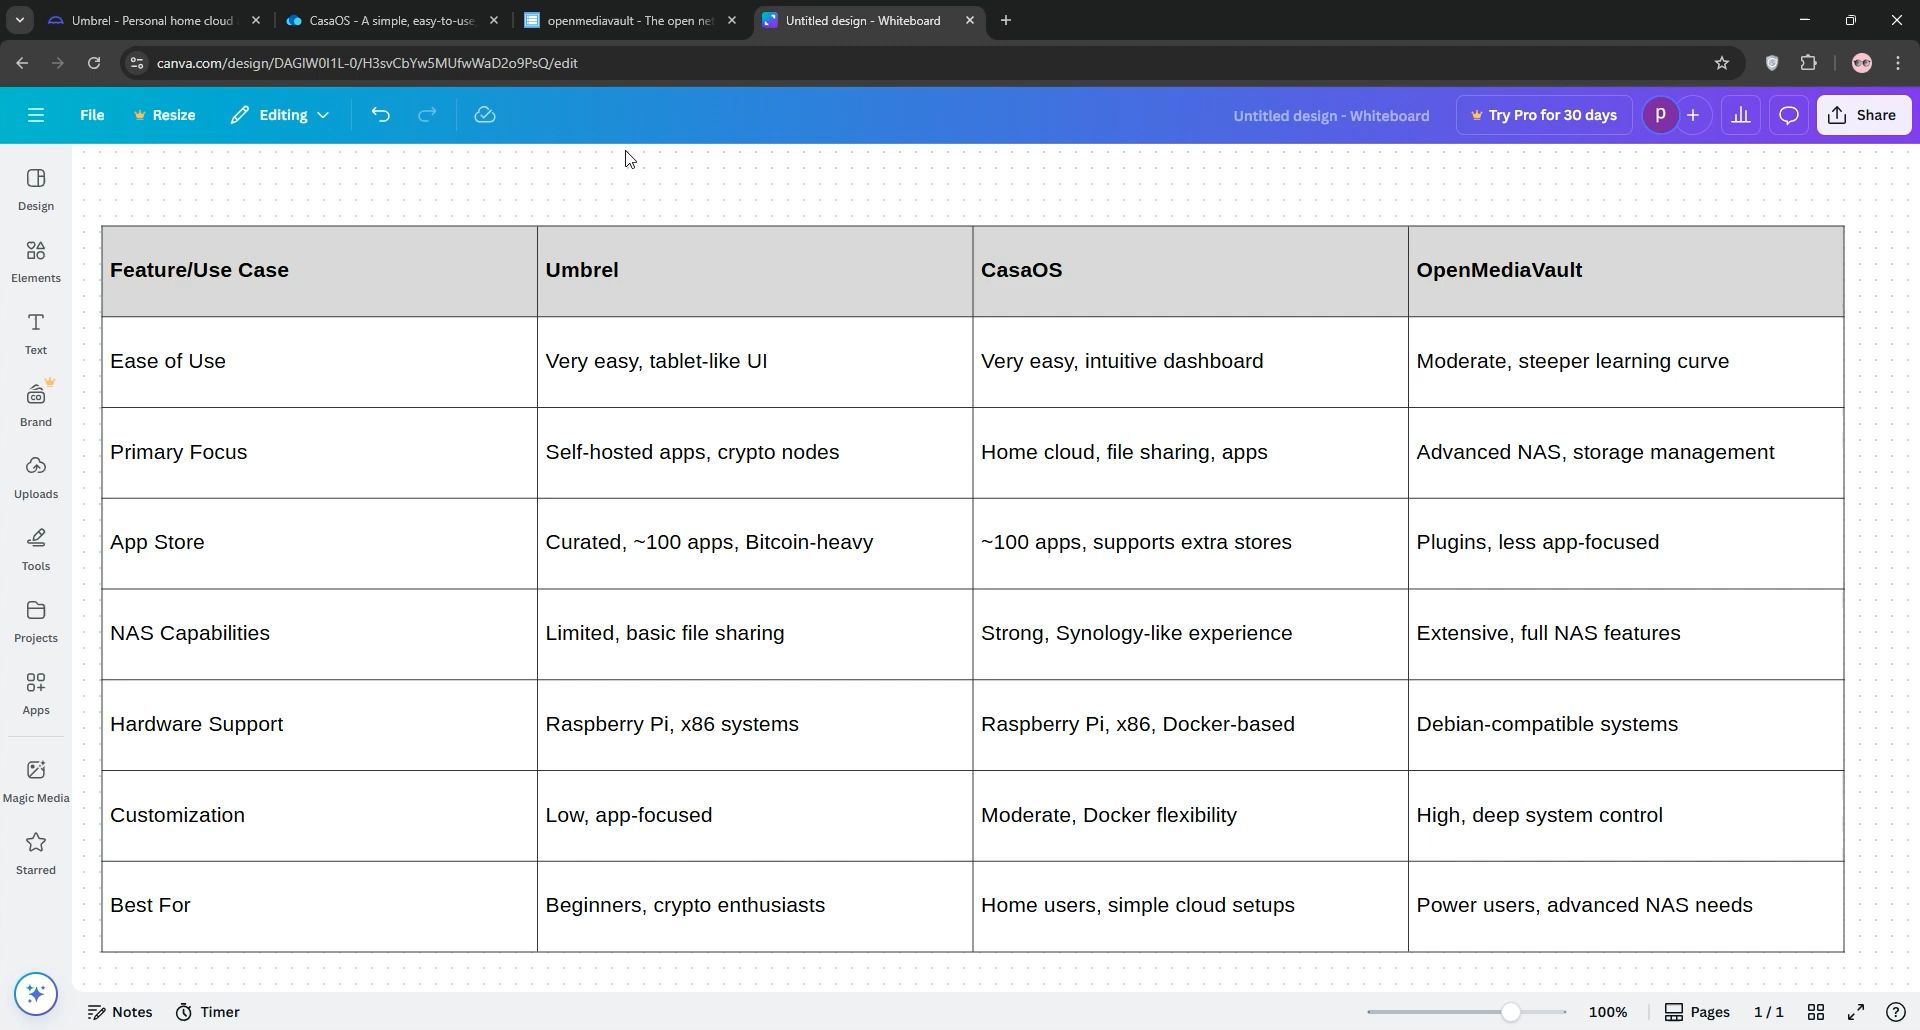 Umbrel - Personal home cloud
CasaOS - A simple, easy-to-use
openmediavault - The open net
Untitled design - Whiteboard
canva.com/design/DAGIW0I1L-0/H3svCbYw5MUfwWaD2o9PsQ/edit
File
Resize
Editing
Untitled design - Whiteboard
Try Pro for 30 days
P
Share
Design
Elements
Text
Brand
Uploads
Tools
Projects
Apps
Magic Media
Starred
Feature/Use Case Umbrel CasaOS OpenMediaVault
Ease of Use Very easy, tablet-like UI Very easy, intuitive dashboard Moderate, steeper learning curve
Primary Focus Self-hosted apps, crypto nodes Home cloud, file sharing, apps Advanced NAS, storage management
App Store Curated, ~100 apps, Bitcoin-heavy ~100 apps, supports extra stores Plugins, less app-focused
NAS Capabilities Limited, basic file sharing Strong, Synology-like experience Extensive, full NAS features
Hardware Support Raspberry Pi, x86 systems Raspberry Pi, x86, Docker-based Debian-compatible systems
Customization Low, app-focused Moderate, Docker flexibility High, deep system control
Best For Beginners, crypto enthusiasts Home users, simple cloud setups Power users, advanced NAS needs
Notes
Timer
100%
Pages
1 / 1